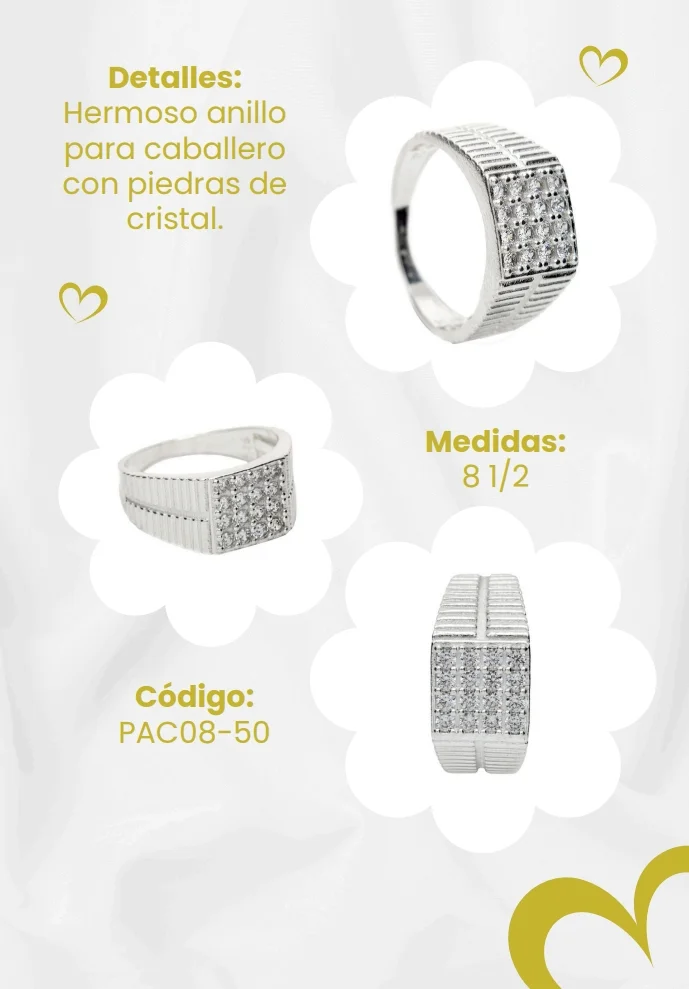 Detalles:
Hermoso anillo
para caballero
con piedras de
cristal.
Medidas:
8 1/2
Código:
PAC08-50